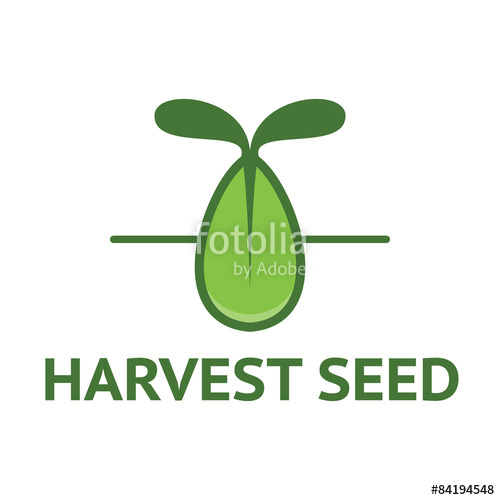 fotolia
by Adobe
HARVEST SEED
#84194548